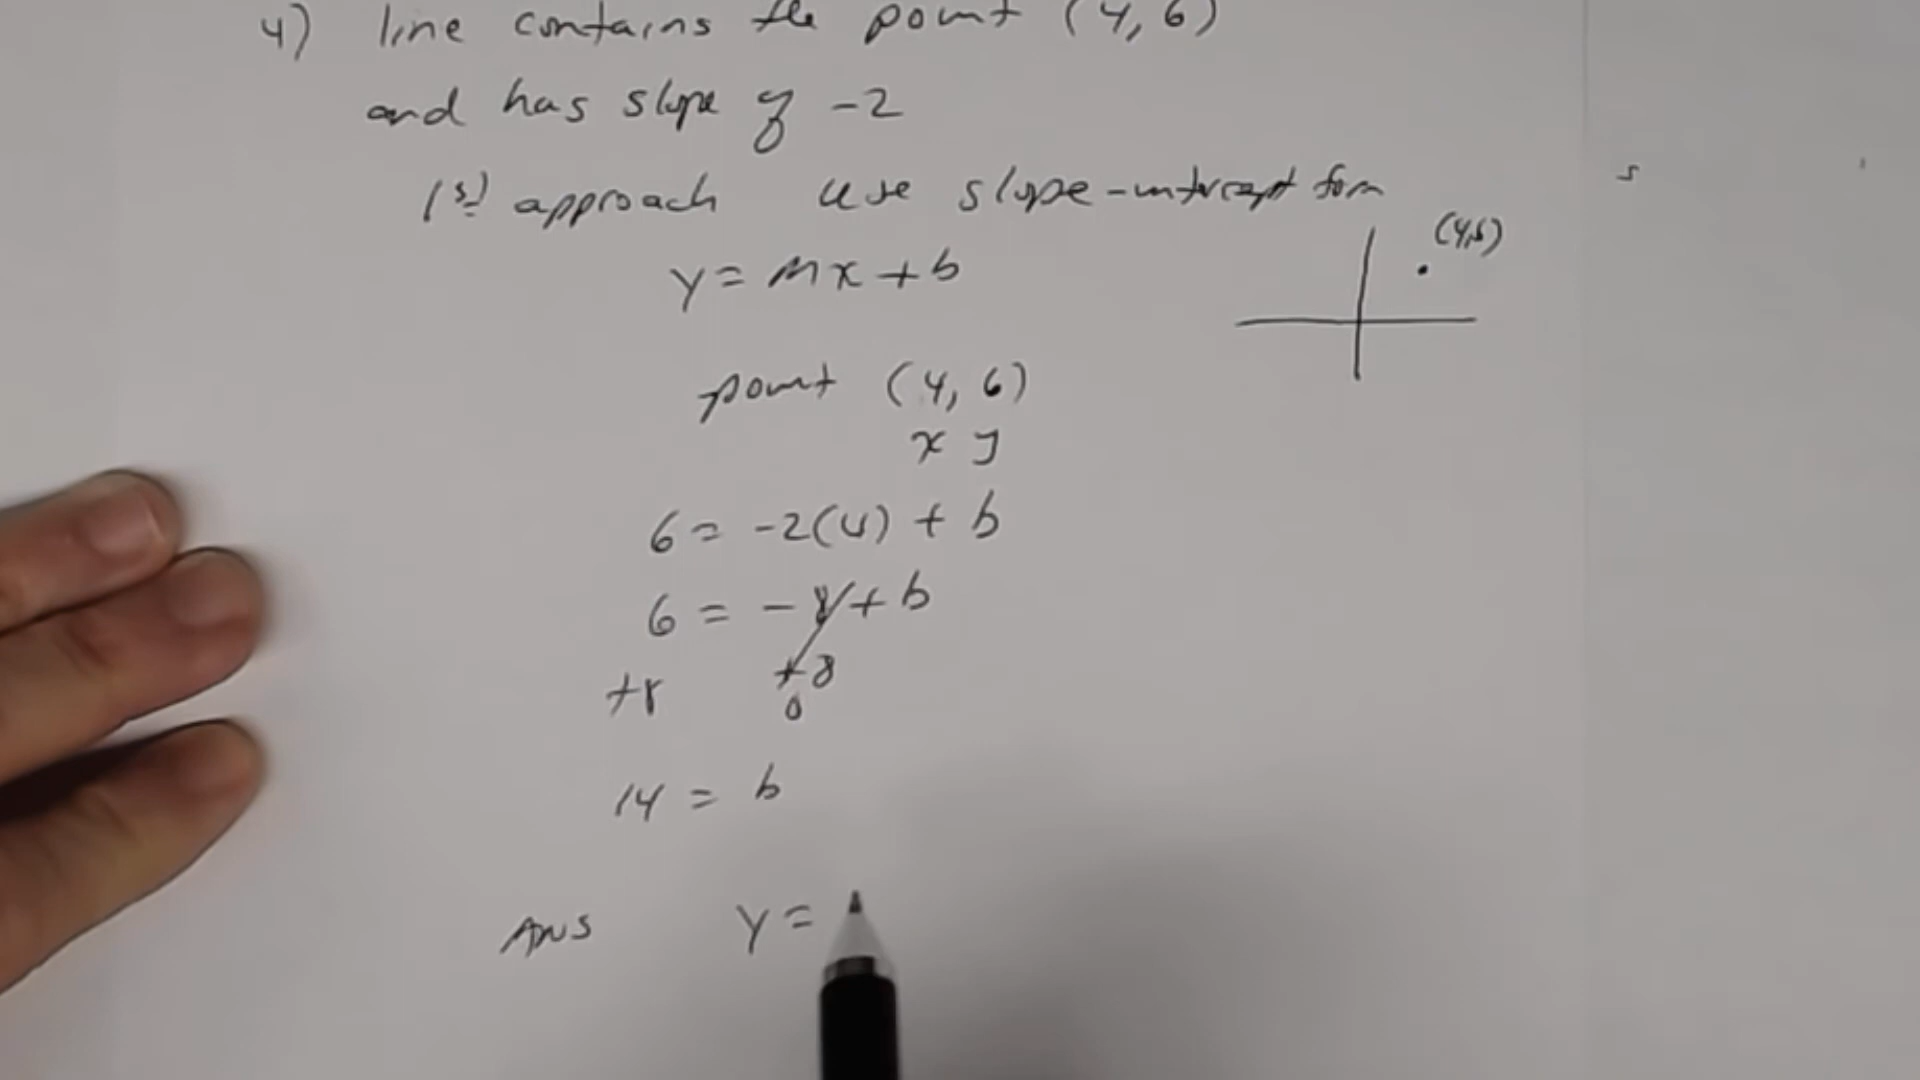 4) line contains the point (4, 6)
and has slope of -2
1st approach use slope-intercept form
(4,6)
y = mx + b
point (4, 6)
x y
6 = -2(4) + b
6 = -8 + b
+8 +8
0
14 = b
Ans y =